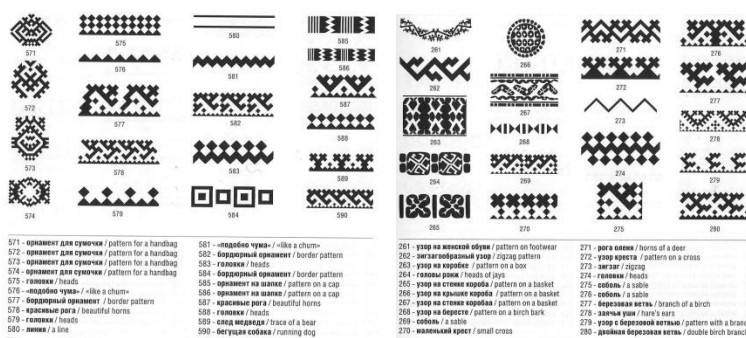 571
575
580
585
576
586
572
581
577
582
587
573
588
578
583
589
574
579
584
590
571 - орнамент для сумочки / pattern for a handbag
572 - орнамент для сумочки / pattern for a handbag
573 - орнамент для сумочки / pattern for a handbag
574 - орнамент для сумочки / pattern for a handbag
575 - головки / heads
576 - «подобно чума» / «like a chum»
577 - бордюрный орнамент / border pattern
578 - красивые рога / beautiful horns
579 - головки / heads
580 - линия / a line
581 - «подобно чума» / «like a chum»
582 - бордюрный орнамент / border pattern
583 - головки / heads
584 - бордюрный орнамент / border pattern
585 - орнамент на шапке / pattern on a cap
586 - орнамент на шапке / pattern on a cap
587 - красивые рога / beautiful horns
588 - головки / heads
589 - след медведя / trace of a bear
590 - бегущая собака / running dog
261
266
271
276
262
272
277
267
273
263
268
278
274
264
269
279
265
270
275
280
261 - узор на женской обуви / pattern on footwear
262 - зигзагообразный узор / zigzag pattern
263 - узор на коробке / pattern on a box
264 - головы рожк / heads of jays
265 - узор на стенке короба / pattern on a basket
266 - узор на крышке короба / pattern on a basket
267 - узор на стенке коробва / pattern on a basket
268 - узор на бересте / pattern on a birch bark
269 - соболь / a sable
270 - маленький крест / small cross
271 - рога оленя / horns of a deer
272 - узор креста / pattern on a cross
273 - зигзаг / zigzag
274 - головки / heads
275 - соболь / a sable
276 - соболь / a sable
277 - березовая ветвь / branch of a birch
278 - заячьи уши / hare's ears
279 - узор с березовой ветвью / pattern with a branc
280 - двойная березовая ветвь / double birch branch